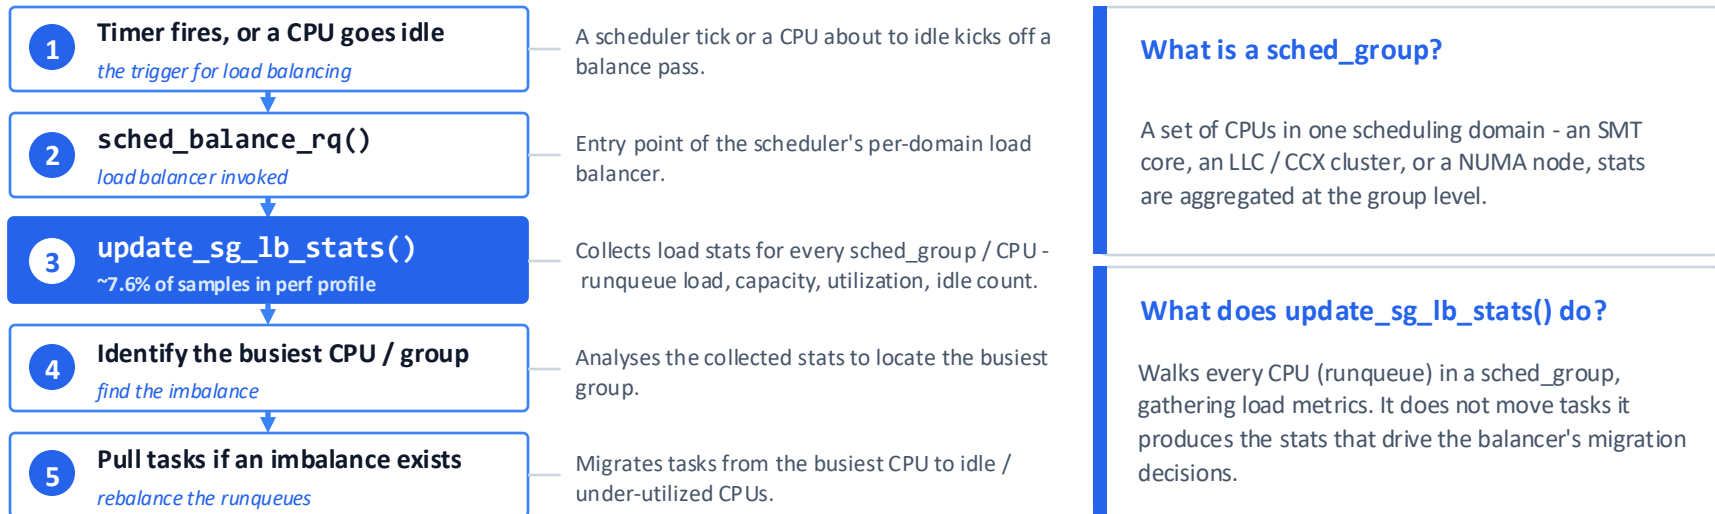 1
Timer fires, or a CPU goes idle
the trigger for load balancing
A scheduler tick or a CPU about to idle kicks off a
balance pass.
2
sched_balance_rq()
load balancer invoked
Entry point of the scheduler's per-domain load
balancer.
3
update_sg_lb_stats()
~7.6% of samples in perf profile
Collects load stats for every sched_group / CPU -
runqueue load, capacity, utilization, idle count.
4
Identify the busiest CPU / group
find the imbalance
Analyses the collected stats to locate the busiest
group.
5
Pull tasks if an imbalance exists
rebalance the runqueues
Migrates tasks from the busiest CPU to idle /
under-utilized CPUs.
What is a sched_group?
A set of CPUs in one scheduling domain - an SMT
core, an LLC / CCX cluster, or a NUMA node, stats
are aggregated at the group level.
What does update_sg_lb_stats() do?
Walks every CPU (runqueue) in a sched_group,
gathering load metrics. It does not move tasks it
produces the stats that drive the balancer's migration
decisions.